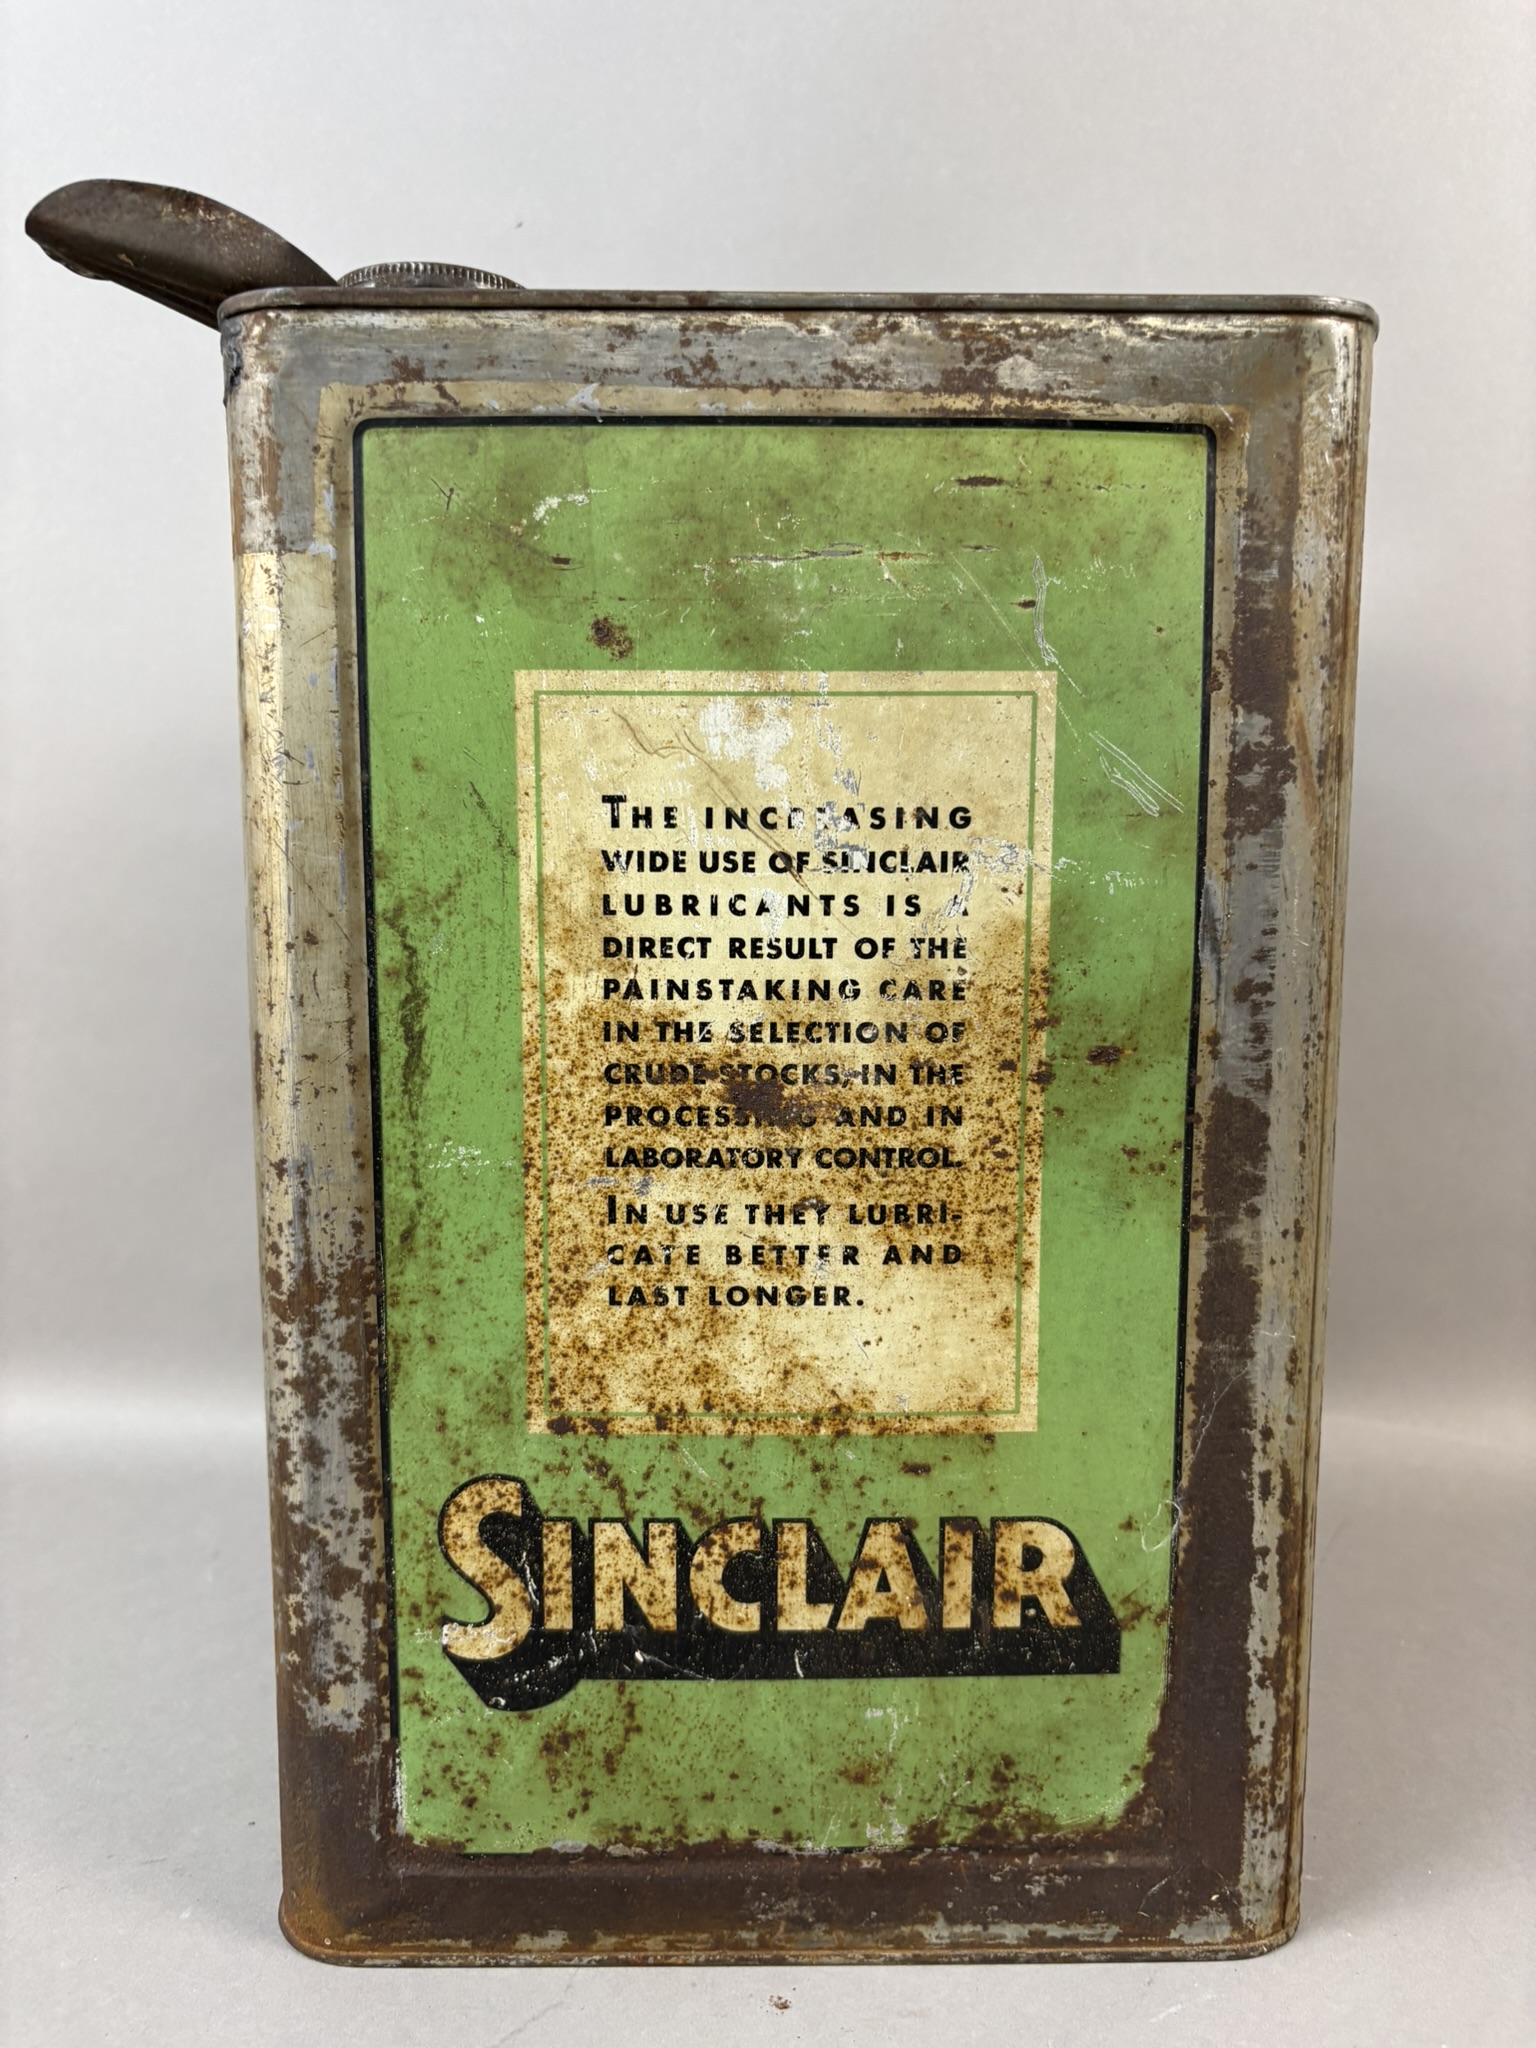 THE INCREASING
WIDE USE OF SINCLAIR
LUBRICANTS IS A
DIRECT RESULT OF THE
PAINSTAKING CARE
IN THE SELECTION OF
CRUDE STOCKS, IN THE
PROCESSING AND IN
LABORATORY CONTROL.
IN USE THEY LUBRI-
CATE BETTER AND
LAST LONGER.
SINCLAIR